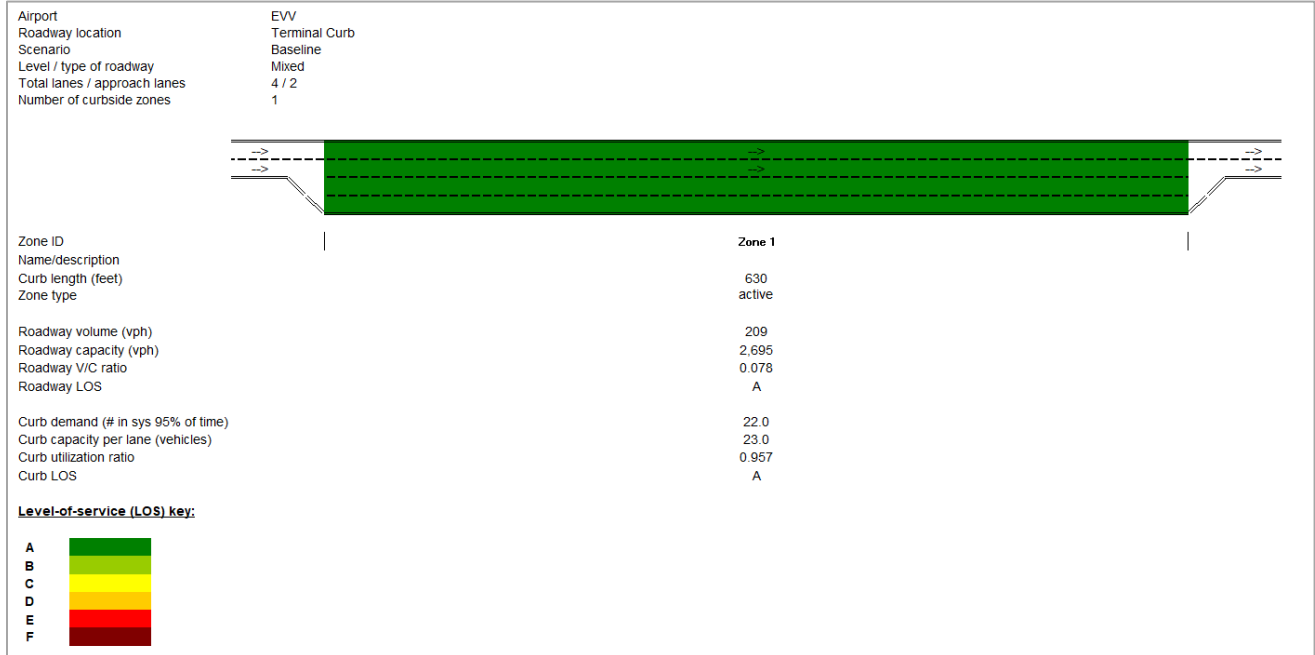 Airport EVV
Roadway location Terminal Curb
Scenario Baseline
Level / type of roadway Mixed
Total lanes / approach lanes 4 / 2
Number of curbside zones 1
--> --> -->
--> --> -->
Zone ID Zone 1
Name/description
Curb length (feet) 630
Zone type active
Roadway volume (vph) 209
Roadway capacity (vph) 2,695
Roadway V/C ratio 0.078
Roadway LOS A
Curb demand (# in sys 95% of time) 22.0
Curb capacity per lane (vehicles) 23.0
Curb utilization ratio 0.957
Curb LOS A
Level-of-service (LOS) key:
A
B
C
D
E
F